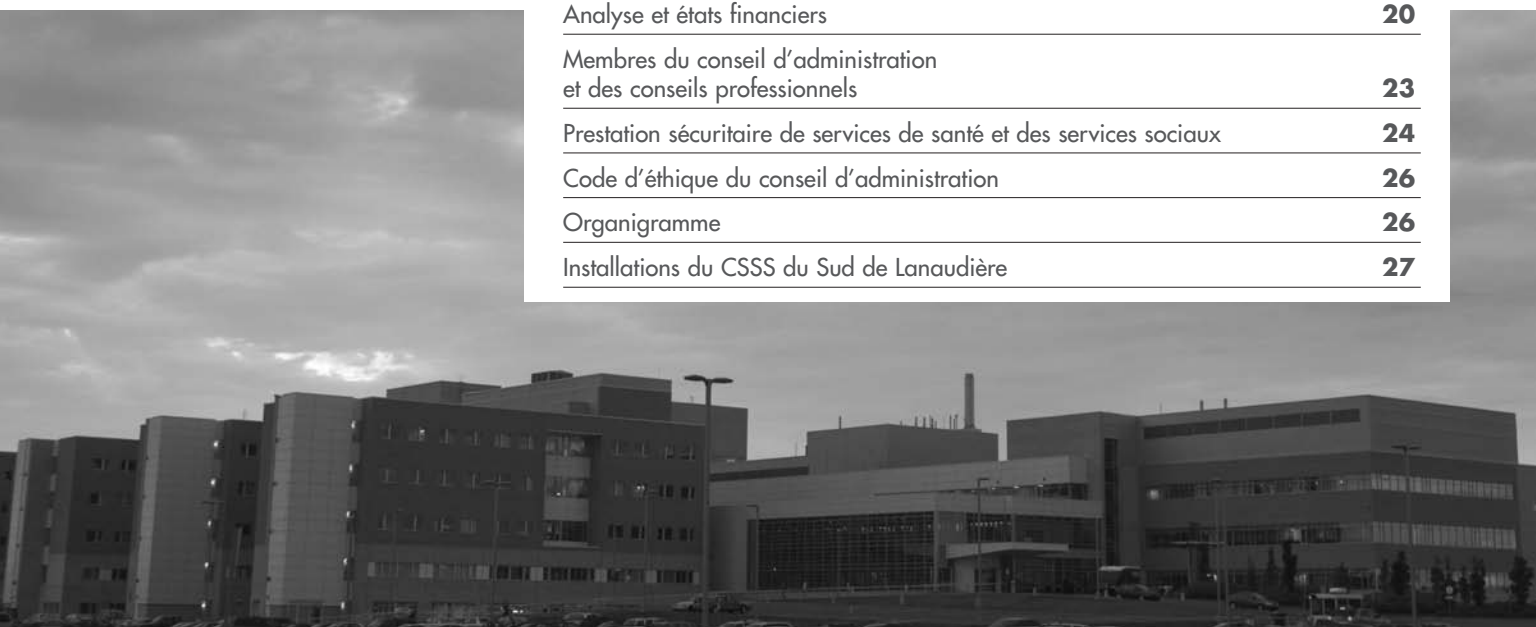 Analyse et états financiers 20
Membres du conseil d'administration
et des conseils professionnels 23
Prestation sécuritaire de services de santé et des services sociaux 24
Code d'éthique du conseil d'administration 26
Organigramme 26
Installations du CSSS du Sud de Lanaudière 27